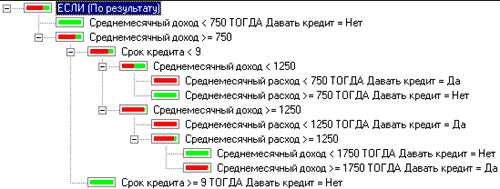 ЕСЛИ (По результату)
Среднемесячный доход < 750 ТОГДА Давать кредит = Нет
Среднемесячный доход >= 750
Срок кредита < 9
Среднемесячный доход < 1250
Среднемесячный расход < 750 ТОГДА Давать кредит = Да
Среднемесячный расход >= 750 ТОГДА Давать кредит = Нет
Среднемесячный доход >= 1250
Среднемесячный расход < 1250 ТОГДА Давать кредит = Да
Среднемесячный расход >= 1250
Среднемесячный доход < 1750 ТОГДА Давать кредит = Нет
Среднемесячный доход >= 1750 ТОГДА Давать кредит = Да
Срок кредита >= 9 ТОГДА Давать кредит = Нет